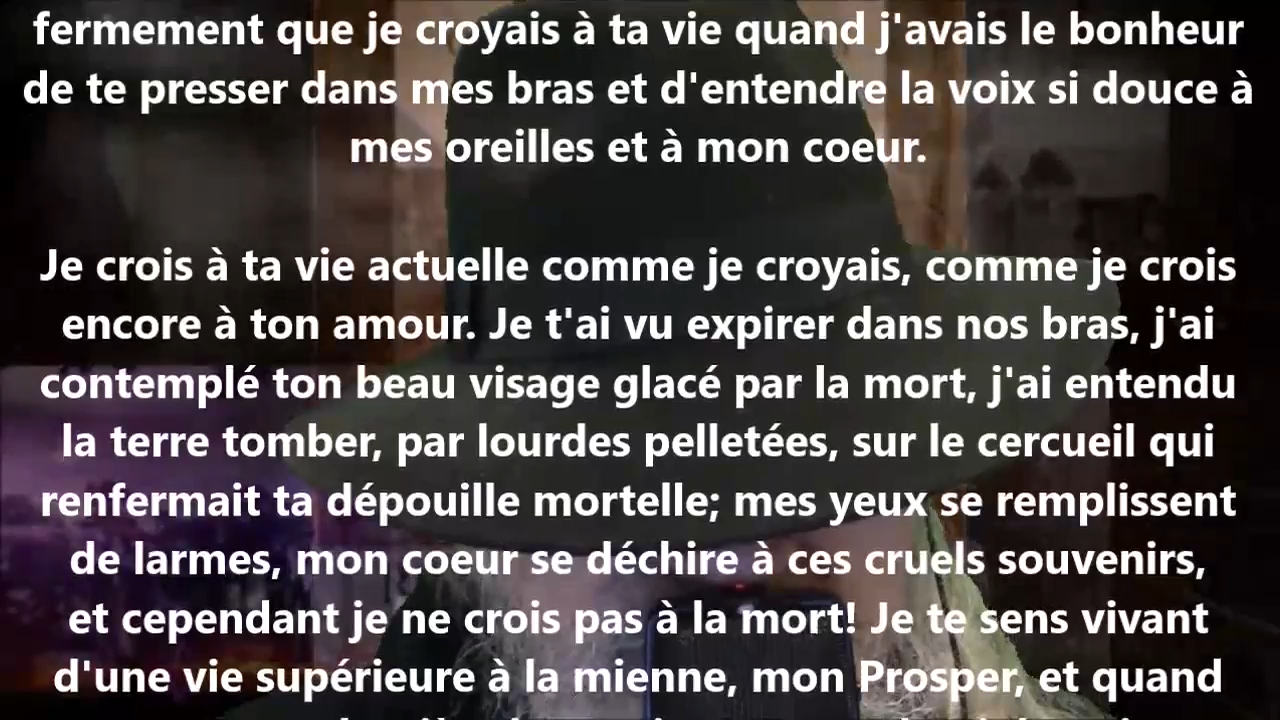 fermement que je croyais à ta vie quand j'avais le bonheur
de te presser dans mes bras et d'entendre la voix si douce à
mes oreilles et à mon coeur.
Je crois à ta vie actuelle comme je croyais, comme je crois
encore à ton amour. Je t'ai vu expirer dans nos bras, j'ai
contemplé ton beau visage glacé par la mort, j'ai entendu
la terre tomber, par lourdes pelletées, sur le cercueil qui
renfermait ta dépouille mortelle; mes yeux se remplissent
de larmes, mon coeur se déchire à ces cruels souvenirs,
et cependant je ne crois pas à la mort! Je te sens vivant
d'une vie supérieure à la mienne, mon Prosper, et quand